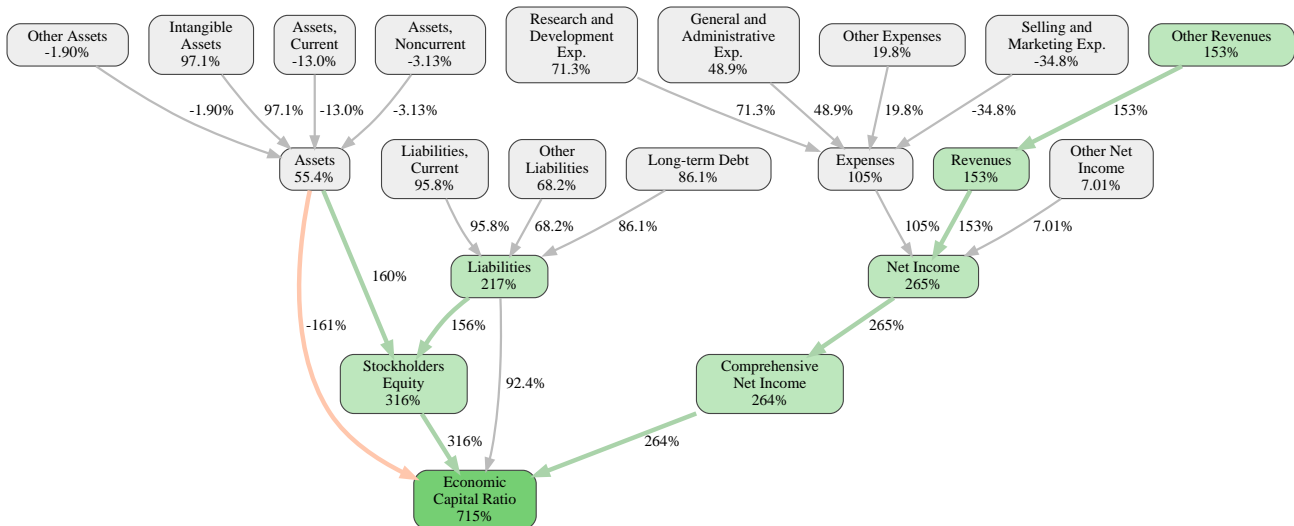 Other Assets
-1.90%
Intangible
Assets
97.1%
Assets,
Current
-13.0%
Assets,
Noncurrent
-3.13%
Research and
Development
Exp.
71.3%
General and
Administrative
Exp.
48.9%
Other Expenses
19.8%
Selling and
Marketing Exp.
-34.8%
Other Revenues
153%
-1.90%
97.1%
-13.0%
-3.13%
71.3%
48.9%
19.8%
-34.8%
153%
Assets
55.4%
Liabilities,
Current
95.8%
Other
Liabilities
68.2%
Long-term Debt
86.1%
Expenses
105%
Revenues
153%
Other Net
Income
7.01%
95.8%
68.2%
86.1%
105%
153%
7.01%
Liabilities
217%
Net Income
265%
160%
-161%
156%
265%
Stockholders
Equity
316%
92.4%
Comprehensive
Net Income
264%
316%
264%
Economic
Capital Ratio
715%